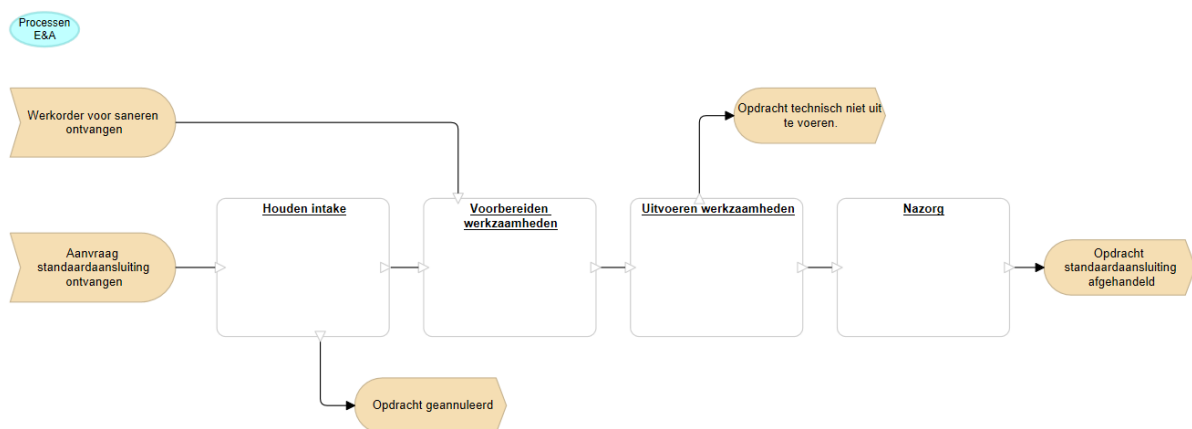 Processen
E&A
Werkorder voor saneren
ontvangen
Opdracht technisch niet uit
te voeren.
Houden intake
Voorbereiden
werkzaamheden
Uitvoeren werkzaamheden
Nazorg
Aanvraag
standaardaansluiting
ontvangen
Opdracht
standaardaansluiting
afgehandeld
Opdracht geannuleerd